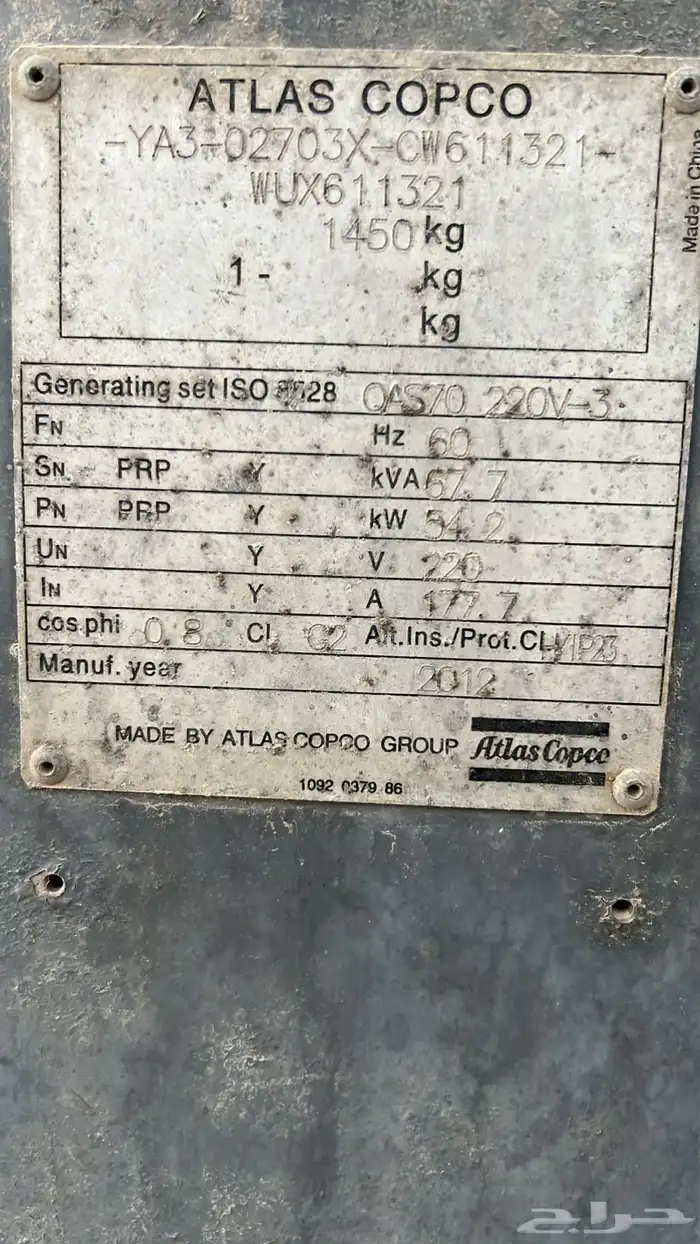 ATLAS COPCO
-YA3-02703X-CW611321-
WUX611321
1450 kg
1 - kg
kg
Made in China
Generating set ISO 8528 QAS70 220V-3
FN Hz 60
SN PRP Y kVA 67.7
PN PRP Y kW 54.2
UN Y V 220
IN Y A 177.7
cos phi 0.8 Cl G2 Alt.Ins./Prot.Cl H/IP23
Manuf. year 2012
MADE BY ATLAS COPCO GROUP Atlas Copco
1092 0379 86
حراج